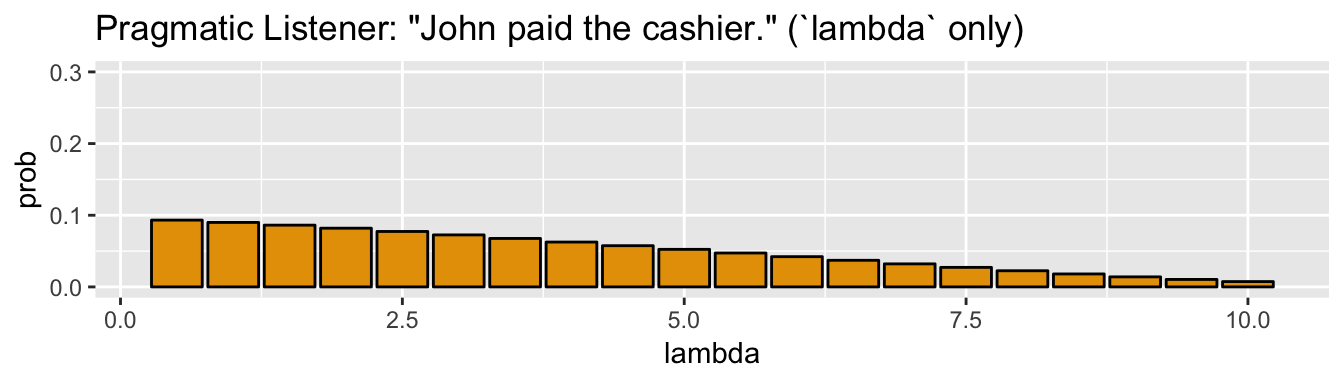 Pragmatic Listener: "John paid the cashier." (`lambda` only)
0.3
0.2
0.1
0.0
prob
0.0 2.5 5.0 7.5 10.0
lambda